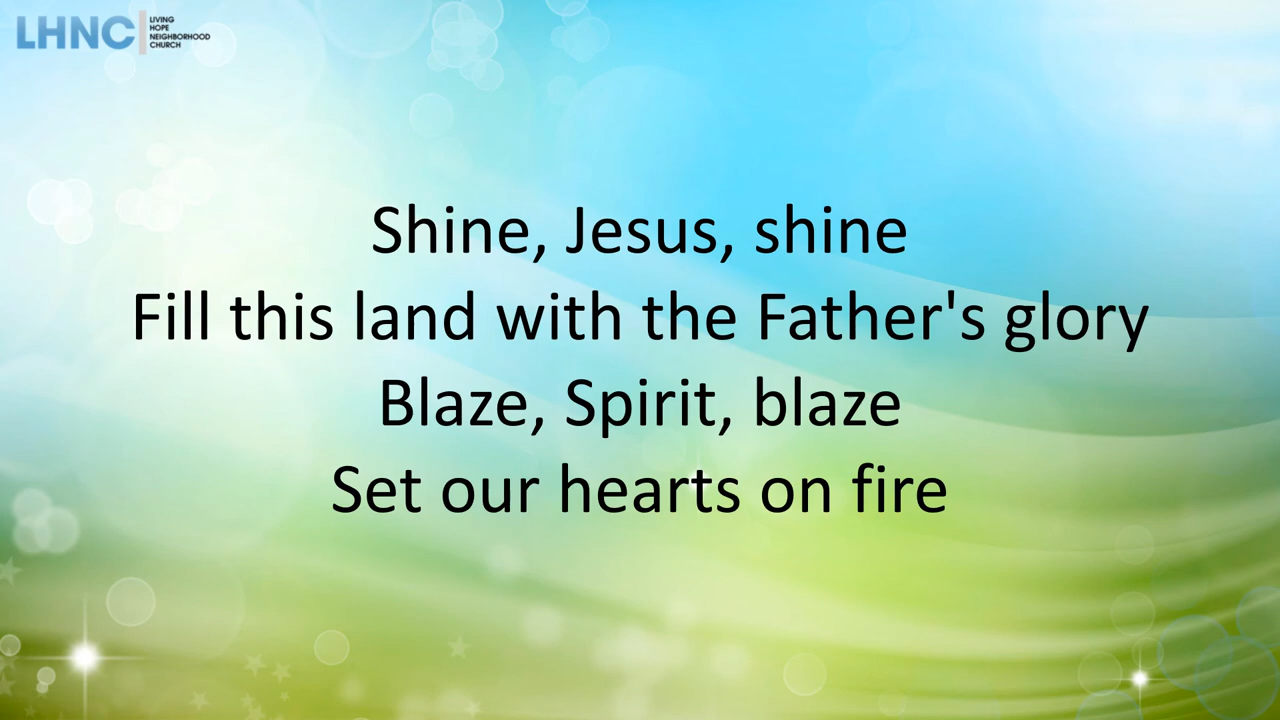 LHNC
LIVING
HOPE
NEIGHBORHOOD
CHURCH
Shine, Jesus, shine
Fill this land with the Father's glory
Blaze, Spirit, blaze
Set our hearts on fire